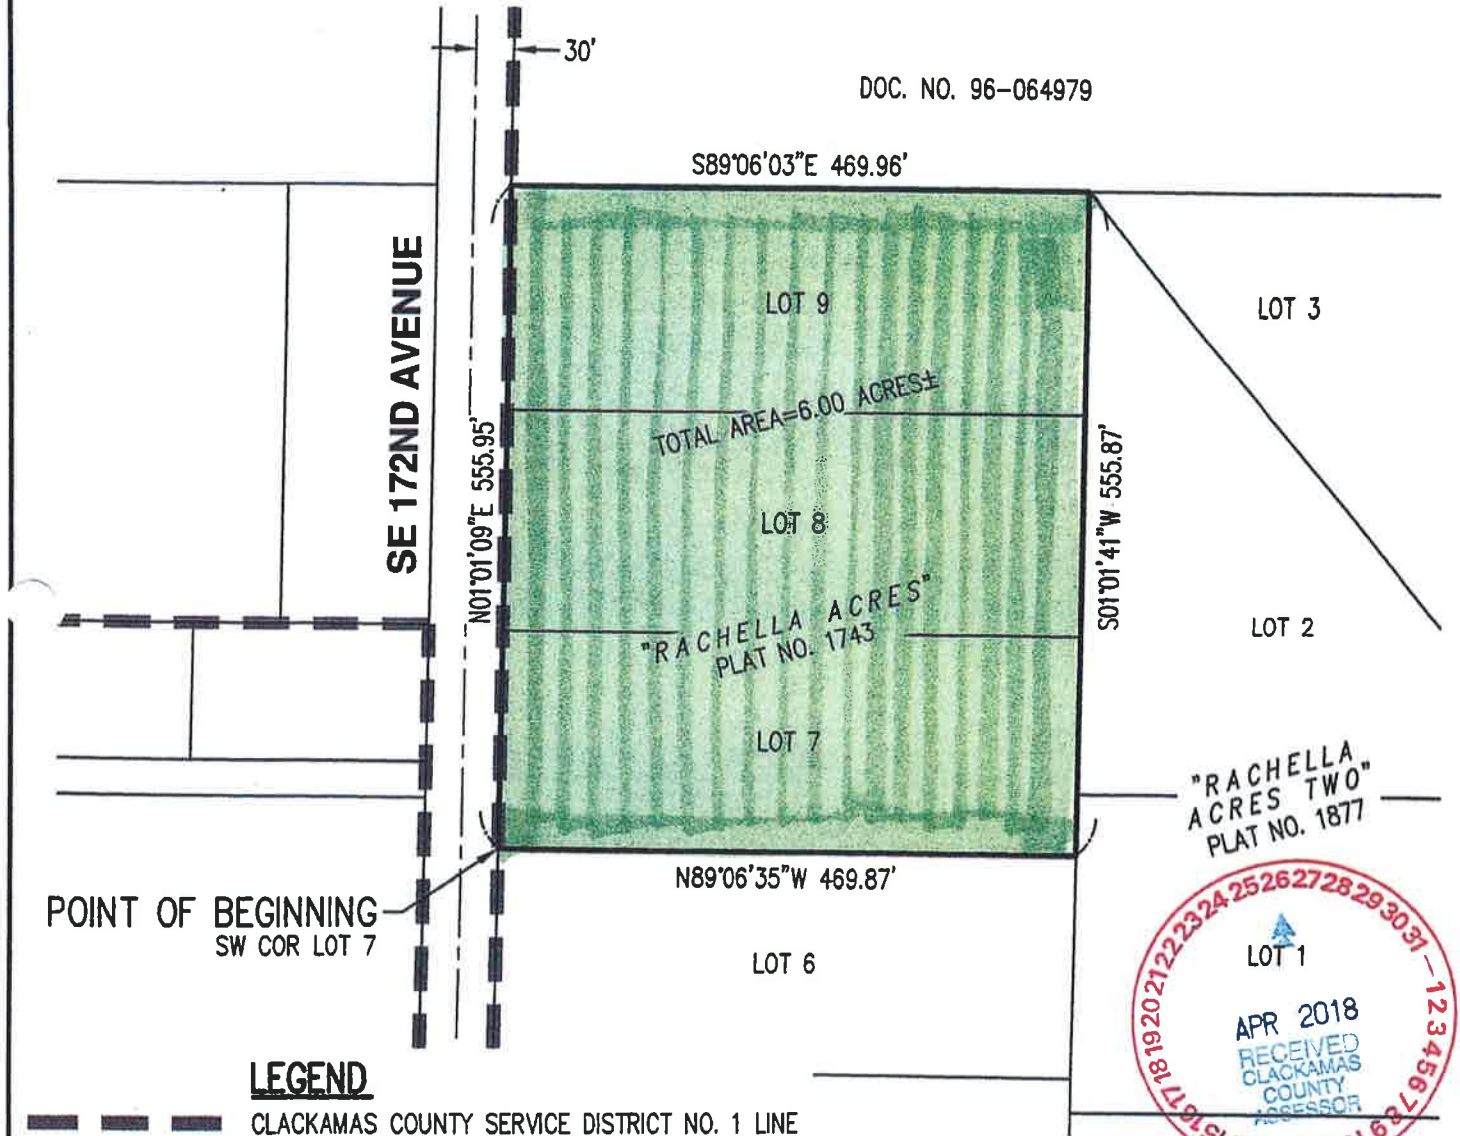 30'
DOC. NO. 96-064979
S89°06'03"E 469.96'
SE 172ND AVENUE
LOT 9
LOT 3
TOTAL AREA=6.00 ACRES±
N01°01'09"E 555.95'
S01°01'41"W 555.87'
LOT 8
"RACHELLA ACRES"
PLAT NO. 1743
LOT 2
LOT 7
"RACHELLA
ACRES TWO"
PLAT NO. 1877
N89°06'35"W 469.87'
POINT OF BEGINNING
SW COR LOT 7
LOT 6
LOT 1
171819202122232425262728293031-12345678
APR 2018
RECEIVED
CLACKAMAS
COUNTY
ASSESSOR
LEGEND
CLACKAMAS COUNTY SERVICE DISTRICT NO. 1 LINE